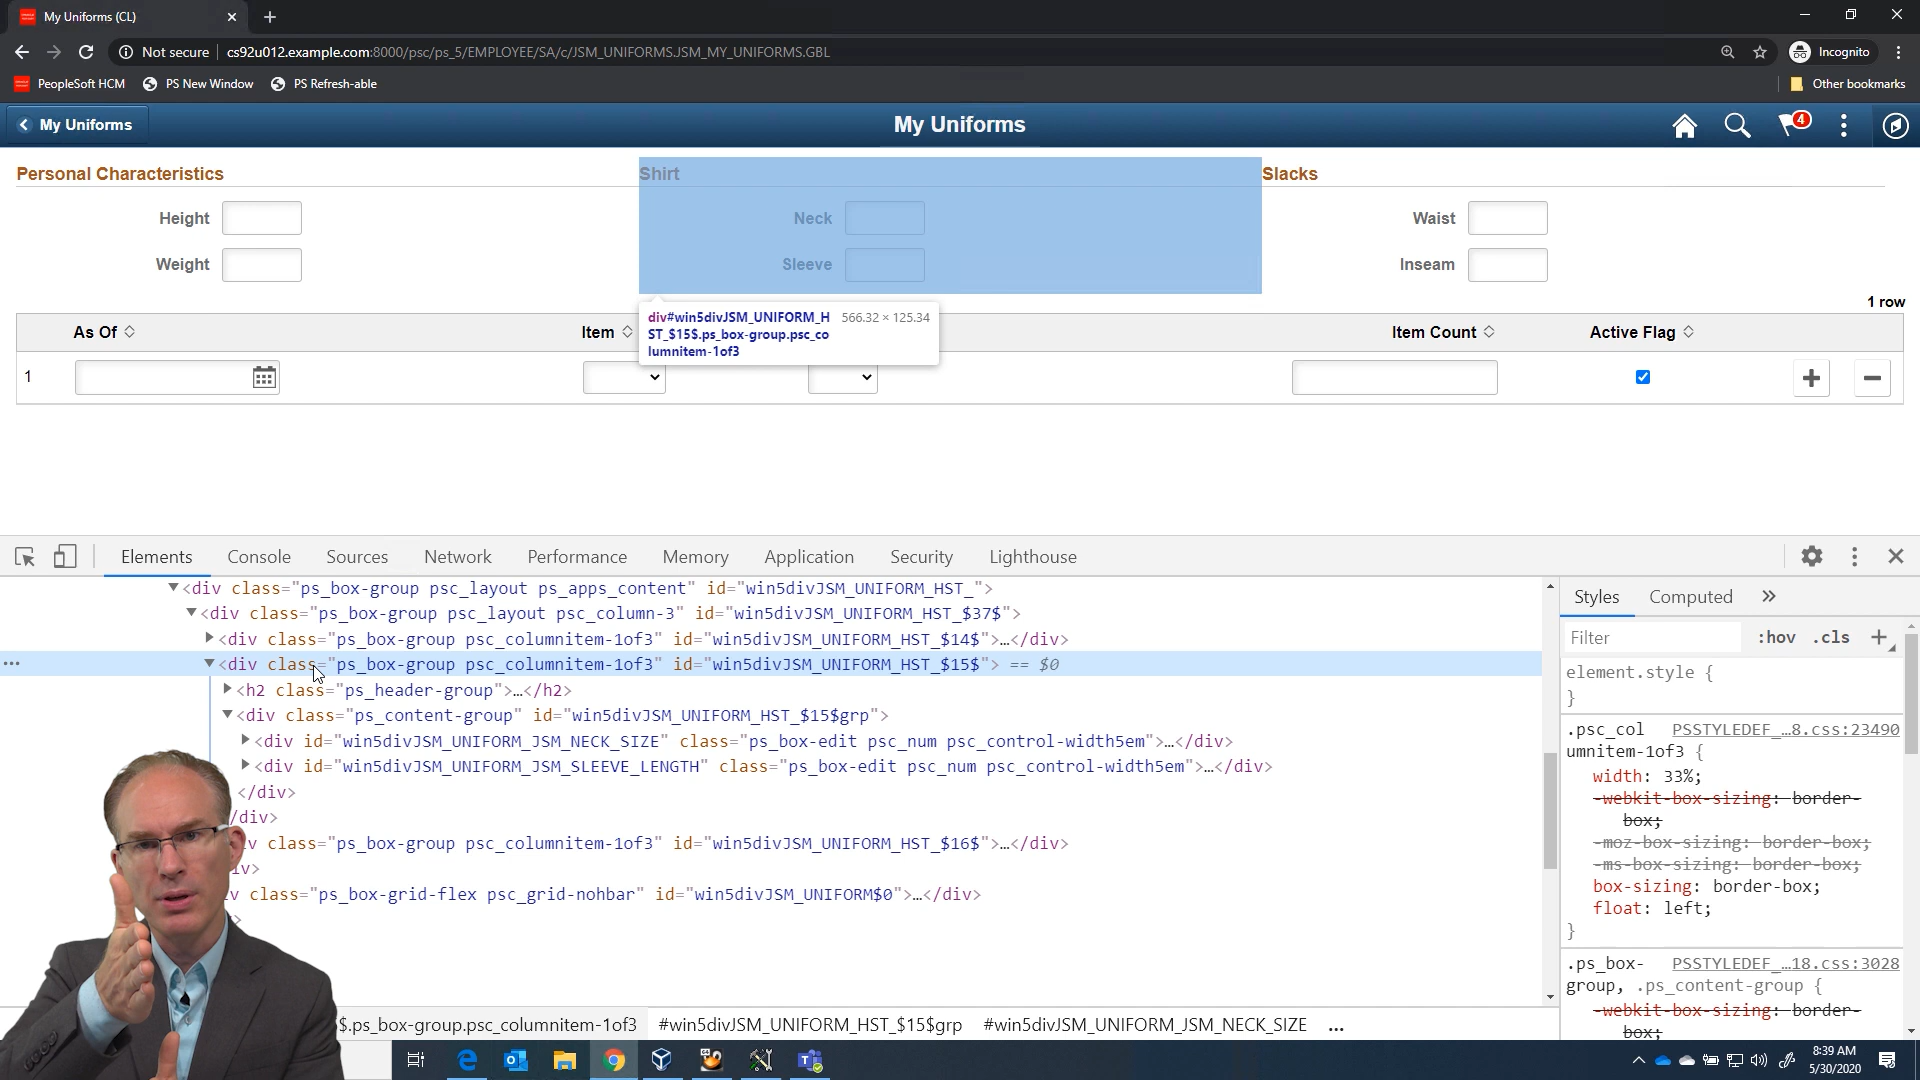 My Uniforms (CL)
Not secure cs92u012.example.com:8000/psc/ps_5/EMPLOYEE/SA/c/JSM_UNIFORMS.JSM_MY_UNIFORMS.GBL Incognito
PeopleSoft HCM PS New Window PS Refresh-able Other bookmarks
My Uniforms My Uniforms 4
Personal Characteristics Shirt Slacks
Height Neck Waist
Weight Sleeve Inseam
1 row
As Of Item Item Count Active Flag
div#win5divJSM_UNIFORM_H 566.32 × 125.34
ST_$15$.ps_box-group.psc_co
lumnitem-1of3
1
Elements Console Sources Network Performance Memory Application Security Lighthouse
<div class="ps_box-group psc_layout ps_apps_content" id="win5divJSM_UNIFORM_HST_">
<div class="ps_box-group psc_layout psc_column-3" id="win5divJSM_UNIFORM_HST_$37$">
<div class="ps_box-group psc_columnitem-1of3" id="win5divJSM_UNIFORM_HST_$14$">…</div>
<div class="ps_box-group psc_columnitem-1of3" id="win5divJSM_UNIFORM_HST_$15$"> == $0
<h2 class="ps_header-group">…</h2>
<div class="ps_content-group" id="win5divJSM_UNIFORM_HST_$15$grp">
<div id="win5divJSM_UNIFORM_JSM_NECK_SIZE" class="ps_box-edit psc_num psc_control-width5em">…</div>
<div id="win5divJSM_UNIFORM_JSM_SLEEVE_LENGTH" class="ps_box-edit psc_num psc_control-width5em">…</div>
</div>
/div>
v class="ps_box-group psc_columnitem-1of3" id="win5divJSM_UNIFORM_HST_$16$">…</div>
iv>
v class="ps_box-grid-flex psc_grid-nohbar" id="win5divJSM_UNIFORM$0">…</div>
>
$.ps_box-group.psc_columnitem-1of3 #win5divJSM_UNIFORM_HST_$15$grp #win5divJSM_UNIFORM_JSM_NECK_SIZE ...
Styles Computed »
Filter :hov .cls +
element.style {
}
.psc_col PSSTYLEDEF_…8.css:23490
umnitem-1of3 {
width: 33%;
-webkit-box-sizing: border-
box;
-moz-box-sizing: border-box;
-ms-box-sizing: border-box;
box-sizing: border-box;
float: left;
}
.ps_box- PSSTYLEDEF_…18.css:3028
group, .ps_content-group {
-webkit-box-sizing: border-
box;
8:39 AM
5/30/2020